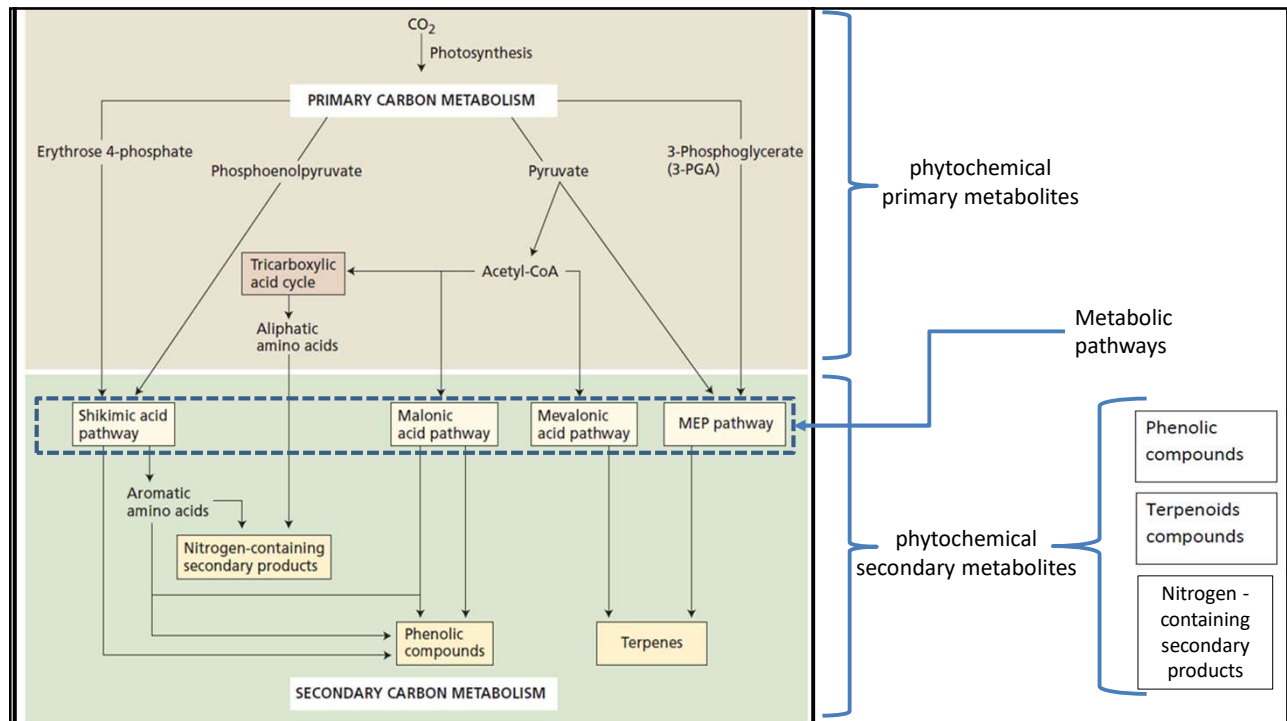 CO₂
Photosynthesis
PRIMARY CARBON METABOLISM
Erythrose 4-phosphate
Phosphoenolpyruvate
Pyruvate
3-Phosphoglycerate
(3-PGA)
Tricarboxylic
acid cycle
Acetyl-CoA
Aliphatic
amino acids
Shikimic acid
pathway
Malonic
acid pathway
Mevalonic
acid pathway
MEP pathway
Aromatic
amino acids
Nitrogen-containing
secondary products
Phenolic
compounds
Terpenes
SECONDARY CARBON METABOLISM
phytochemical
primary metabolites
Metabolic
pathways
phytochemical
secondary metabolites
Phenolic
compounds
Terpenoids
compounds
Nitrogen -
containing
secondary
products